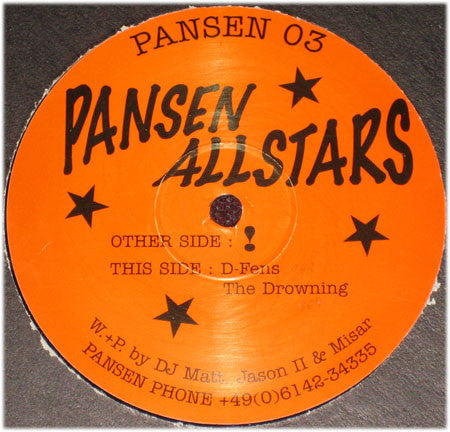 PANSEN 03
PANSEN
ALLSTARS
OTHER SIDE : !
THIS SIDE : D-Fens
The Drowning
W.+P. by DJ Matt, Jason II & Misar
PANSEN PHONE +49(0)6142-34335